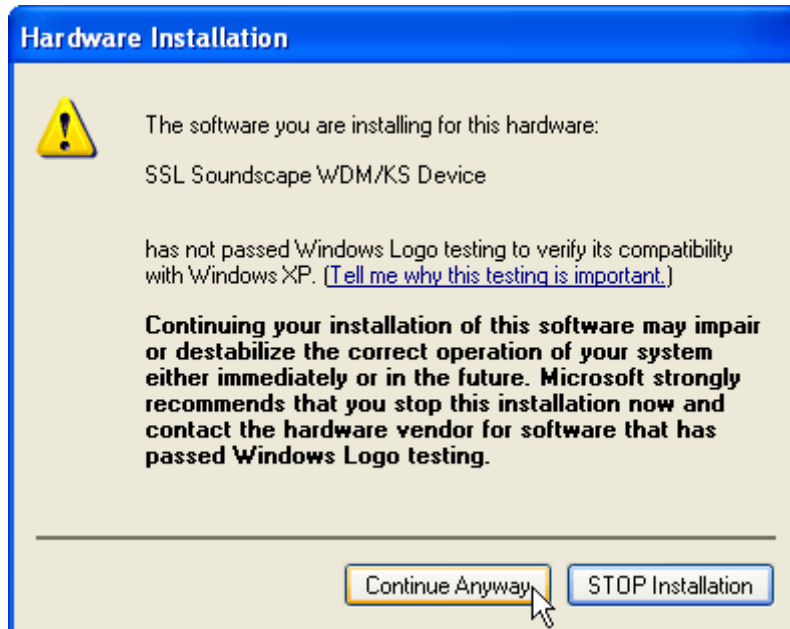 Hardware Installation
The software you are installing for this hardware:
SSL Soundscape WDM/KS Device
has not passed Windows Logo testing to verify its compatibility
with Windows XP. (Tell me why this testing is important.)
Continuing your installation of this software may impair
or destabilize the correct operation of your system
either immediately or in the future. Microsoft strongly
recommends that you stop this installation now and
contact the hardware vendor for software that has
passed Windows Logo testing.
Continue Anyway STOP Installation